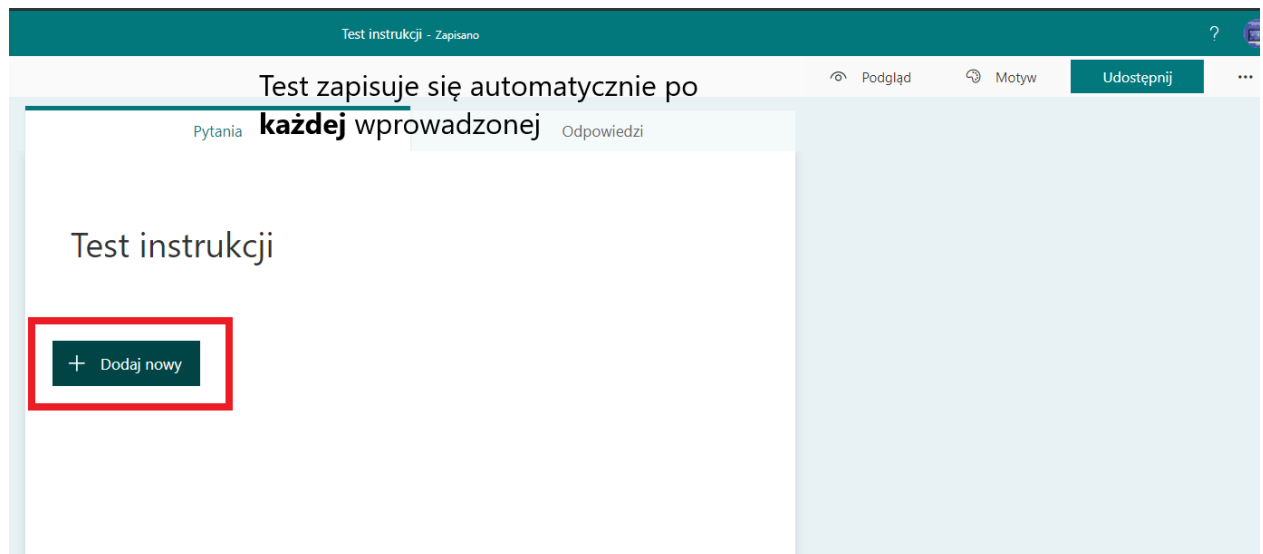 Test instrukcji - Zapisano
?
Podgląd
Motyw
Udostępnij
...
Test zapisuje się automatycznie po
każdej wprowadzonej
Pytania
Odpowiedzi
Test instrukcji
+ Dodaj nowy